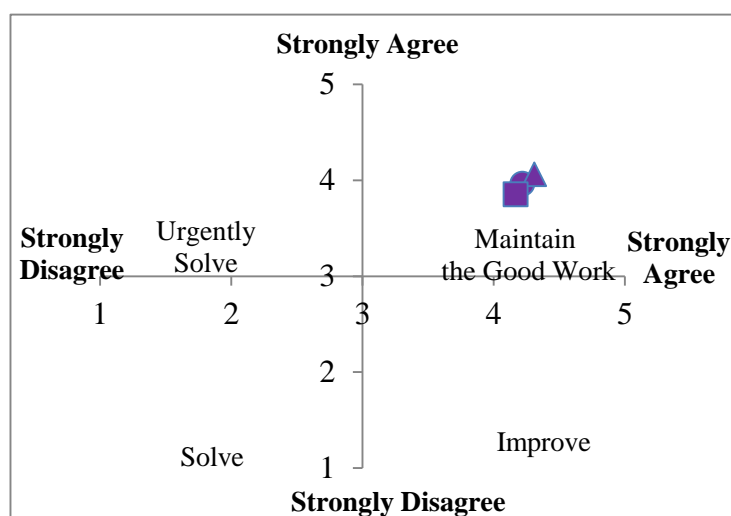 Strongly Agree
5
4
Urgently
Solve
Maintain
the Good Work
Strongly
Disagree
Strongly
Agree
3
1
2
3
4
5
2
Improve
Solve
1
Strongly Disagree